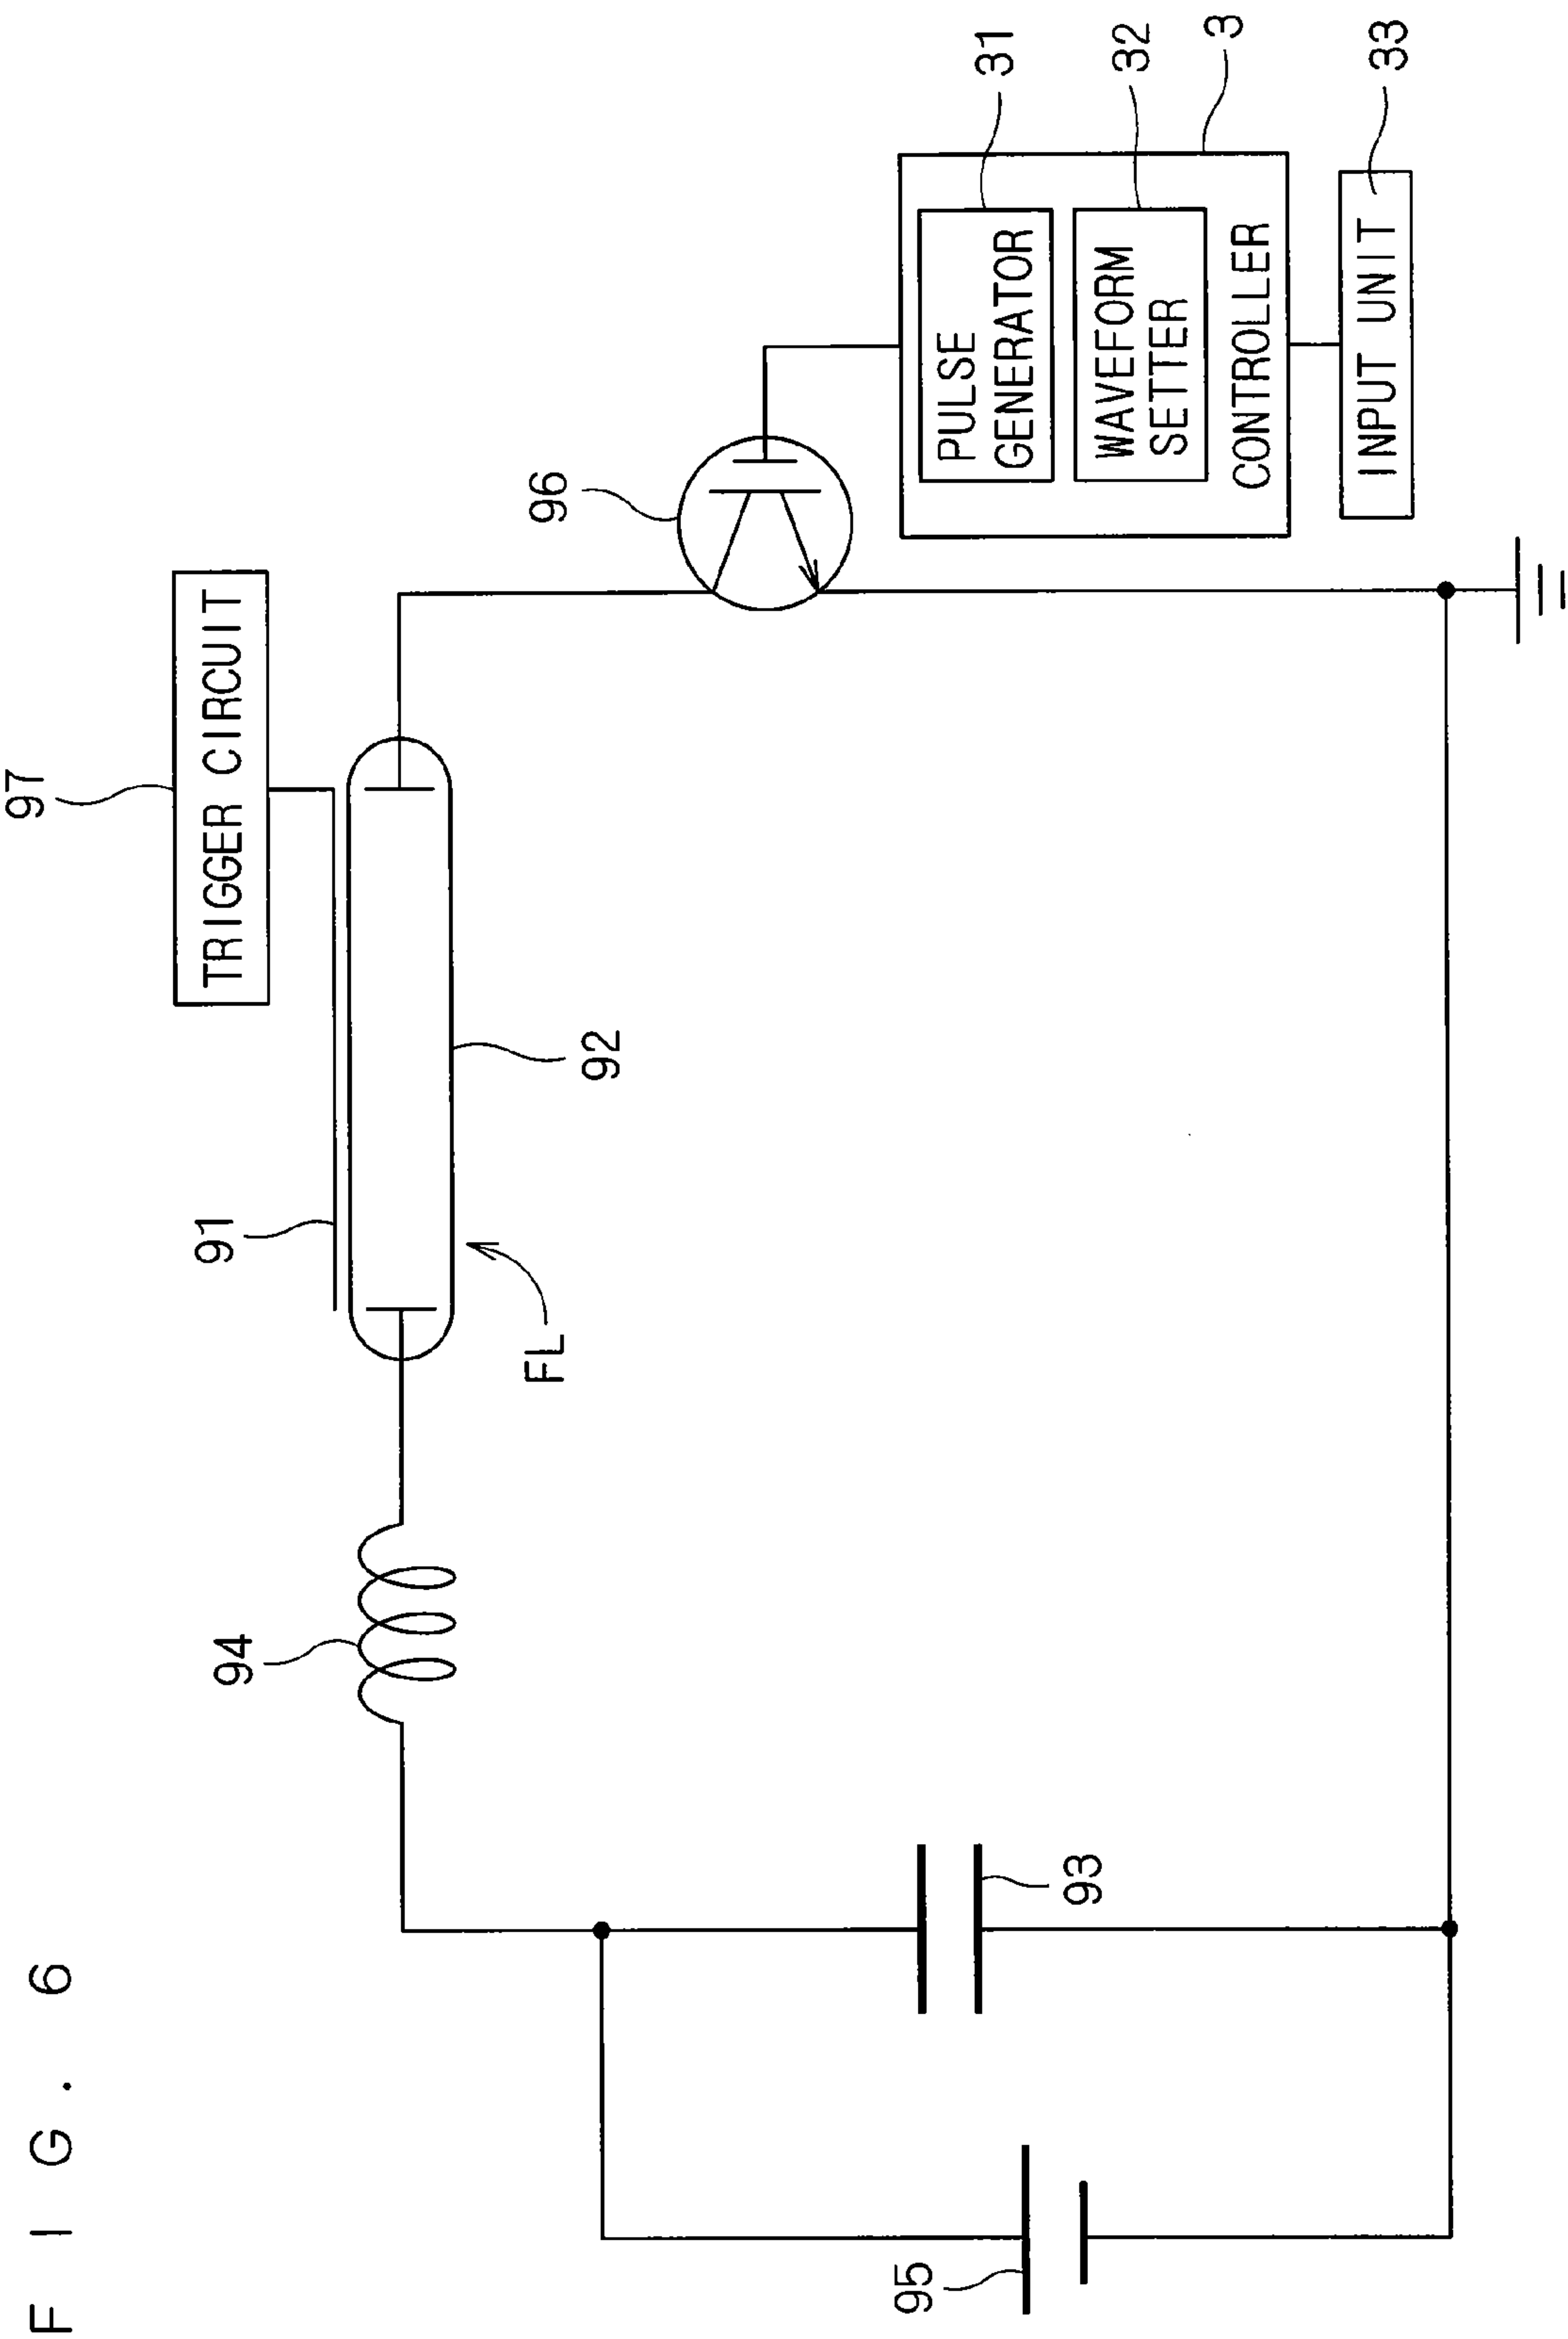 FIG. 6
97
TRIGGER CIRCUIT
91
94
92
FL
96
PULSE
GENERATOR
31
WAVEFORM
SETTER
32
CONTROLLER
3
INPUT UNIT
33
93
95